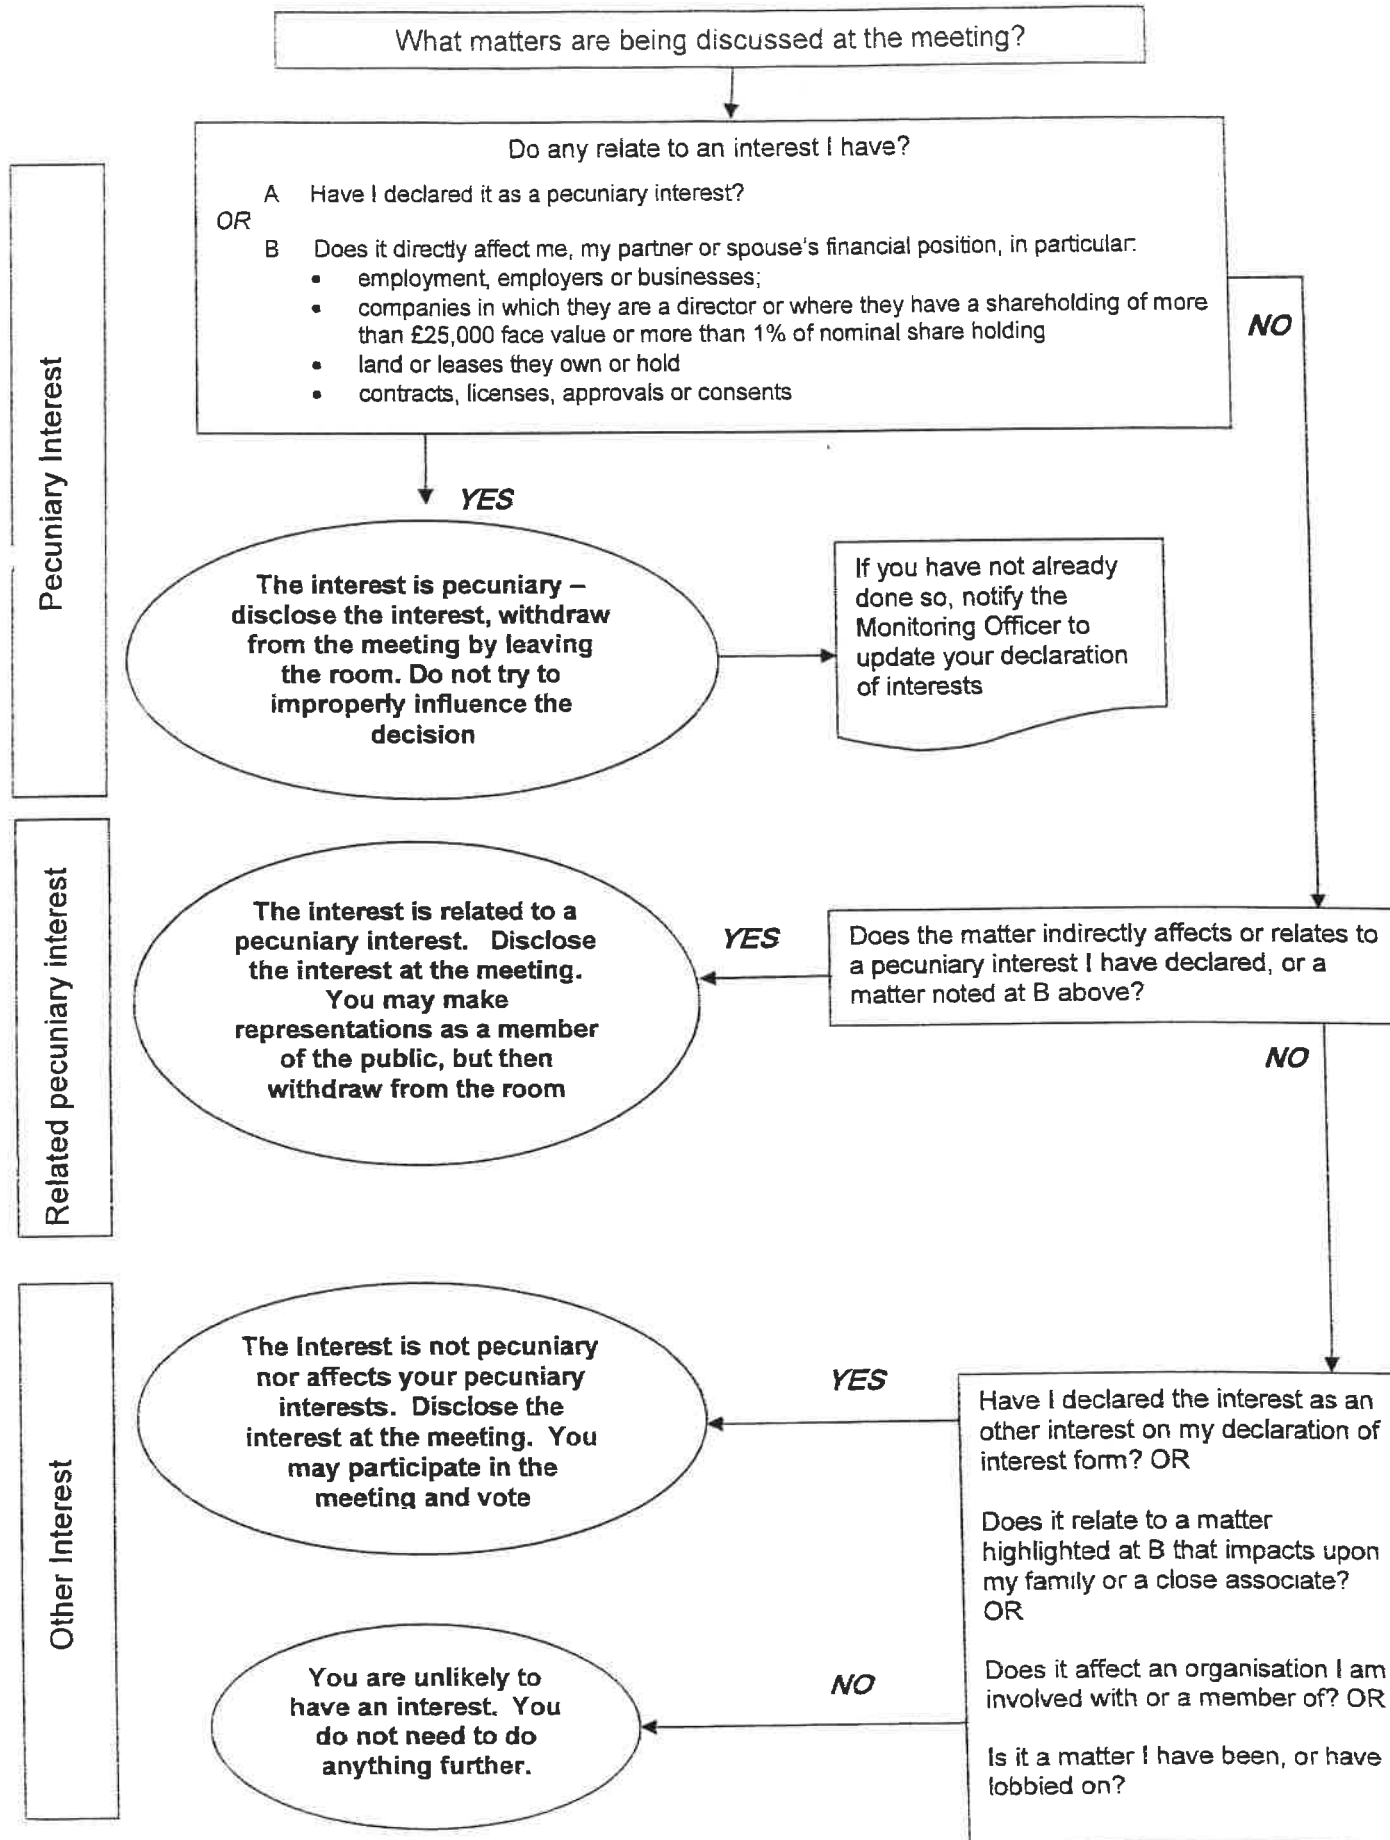 What matters are being discussed at the meeting?
Do any relate to an interest I have?
A Have I declared it as a pecuniary interest?
OR
B Does it directly affect me, my partner or spouse's financial position, in particular:
• employment, employers or businesses;
• companies in which they are a director or where they have a shareholding of more
than £25,000 face value or more than 1% of nominal share holding
• land or leases they own or hold
• contracts, licenses, approvals or consents
NO
Pecuniary Interest
YES
The interest is pecuniary –
disclose the interest, withdraw
from the meeting by leaving
the room. Do not try to
improperly influence the
decision
If you have not already
done so, notify the
Monitoring Officer to
update your declaration
of interests
Related pecuniary interest
The interest is related to a
pecuniary interest. Disclose
the interest at the meeting.
You may make
representations as a member
of the public, but then
withdraw from the room
YES
Does the matter indirectly affects or relates to
a pecuniary interest I have declared, or a
matter noted at B above?
NO
Other Interest
The Interest is not pecuniary
nor affects your pecuniary
interests. Disclose the
interest at the meeting. You
may participate in the
meeting and vote
YES
Have I declared the interest as an
other interest on my declaration of
interest form? OR
Does it relate to a matter
highlighted at B that impacts upon
my family or a close associate?
OR
Does it affect an organisation I am
involved with or a member of? OR
Is it a matter I have been, or have
lobbied on?
NO
You are unlikely to
have an interest. You
do not need to do
anything further.